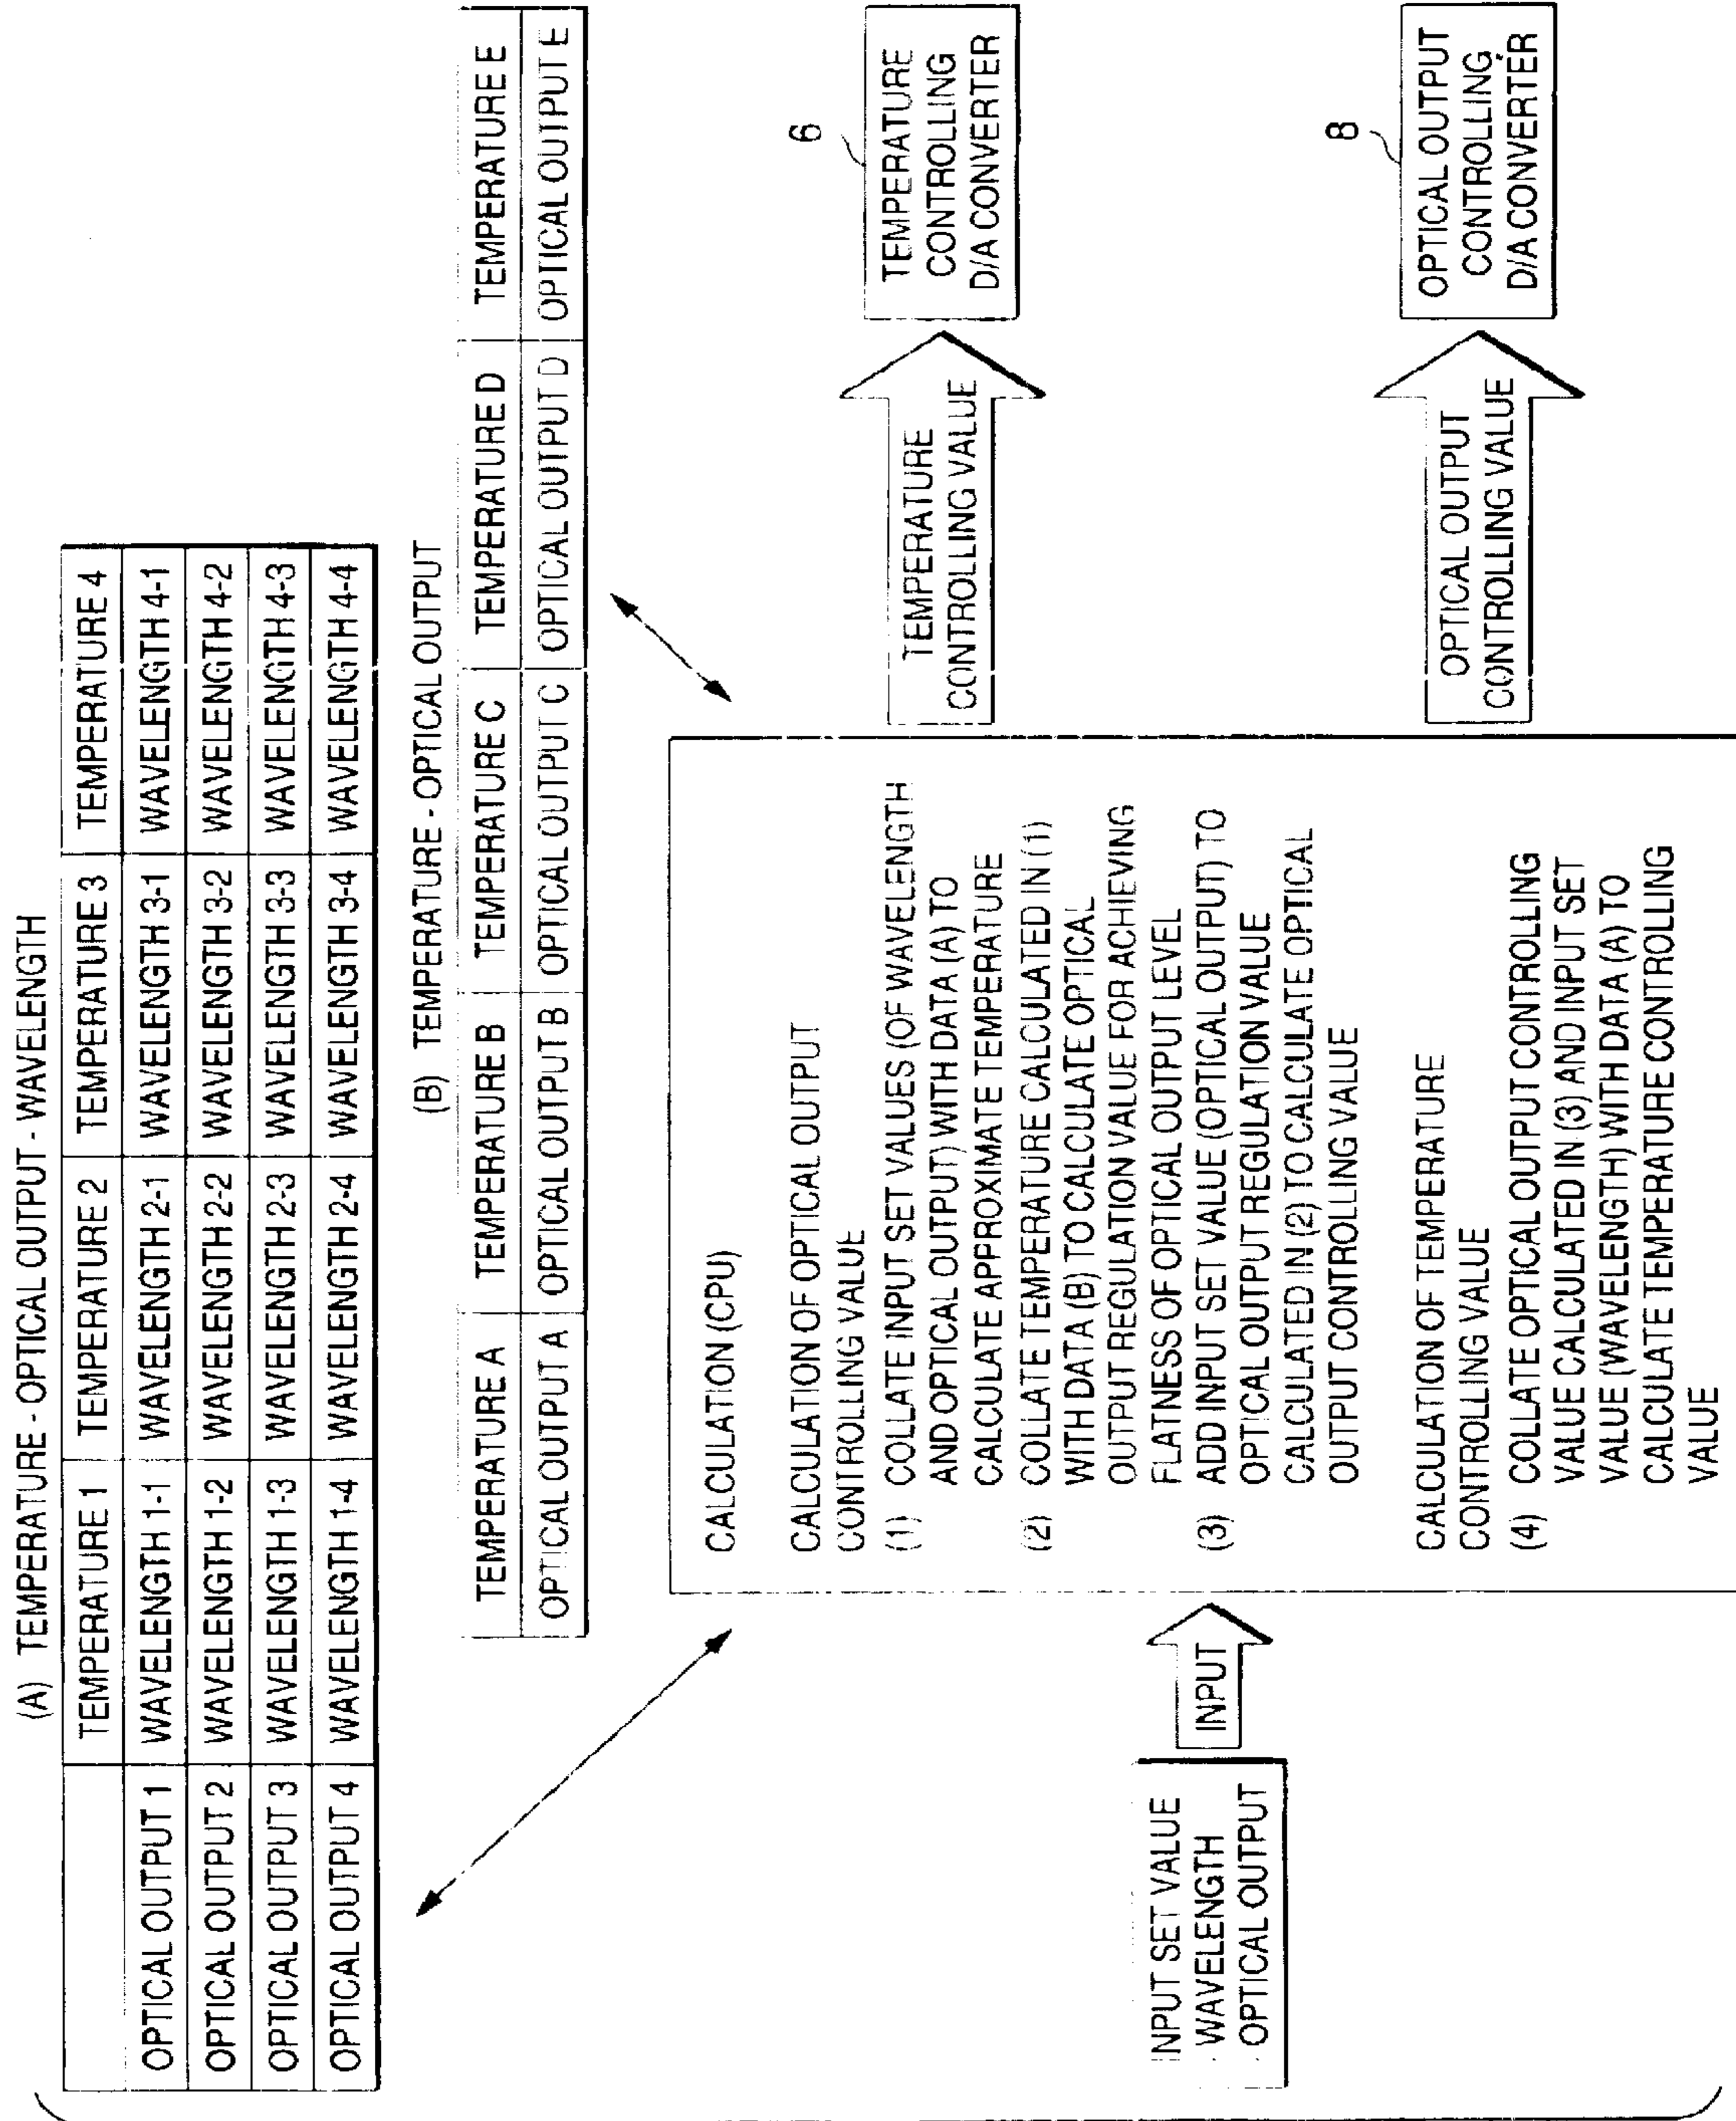 (A) TEMPERATURE - OPTICAL OUTPUT - WAVELENGTH
TEMPERATURE 1 TEMPERATURE 2 TEMPERATURE 3 TEMPERATURE 4
OPTICAL OUTPUT 1 WAVELENGTH 1-1 WAVELENGTH 2-1 WAVELENGTH 3-1 WAVELENGTH 4-1
OPTICAL OUTPUT 2 WAVELENGTH 1-2 WAVELENGTH 2-2 WAVELENGTH 3-2 WAVELENGTH 4-2
OPTICAL OUTPUT 3 WAVELENGTH 1-3 WAVELENGTH 2-3 WAVELENGTH 3-3 WAVELENGTH 4-3
OPTICAL OUTPUT 4 WAVELENGTH 1-4 WAVELENGTH 2-4 WAVELENGTH 3-4 WAVELENGTH 4-4
(B) TEMPERATURE - OPTICAL OUTPUT
TEMPERATURE A TEMPERATURE B TEMPERATURE C TEMPERATURE D TEMPERATURE E
OPTICAL OUTPUT A OPTICAL OUTPUT B OPTICAL OUTPUT C OPTICAL OUTPUT D OPTICAL OUTPUT E
INPUT SET VALUE
· WAVELENGTH
· OPTICAL OUTPUT
INPUT
CALCULATION (CPU)
CALCULATION OF OPTICAL OUTPUT
CONTROLLING VALUE
(1) COLLATE INPUT SET VALUES (OF WAVELENGTH
AND OPTICAL OUTPUT) WITH DATA (A) TO
CALCULATE APPROXIMATE TEMPERATURE
(2) COLLATE TEMPERATURE CALCULATED IN (1)
WITH DATA (B) TO CALCULATE OPTICAL
OUTPUT REGULATION VALUE FOR ACHIEVING
FLATNESS OF OPTICAL OUTPUT LEVEL
(3) ADD INPUT SET VALUE (OPTICAL OUTPUT) TO
OPTICAL OUTPUT REGULATION VALUE
CALCULATED IN (2) TO CALCULATE OPTICAL
OUTPUT CONTROLLING VALUE
CALCULATION OF TEMPERATURE
CONTROLLING VALUE
(4) COLLATE OPTICAL OUTPUT CONTROLLING
VALUE CALCULATED IN (3) AND INPUT SET
VALUE (WAVELENGTH) WITH DATA (A) TO
CALCULATE TEMPERATURE CONTROLLING
VALUE
TEMPERATURE
CONTROLLING VALUE
6
TEMPERATURE
CONTROLLING
D/A CONVERTER
OPTICAL OUTPUT
CONTROLLING VALUE
8
OPTICAL OUTPUT
CONTROLLING
D/A CONVERTER